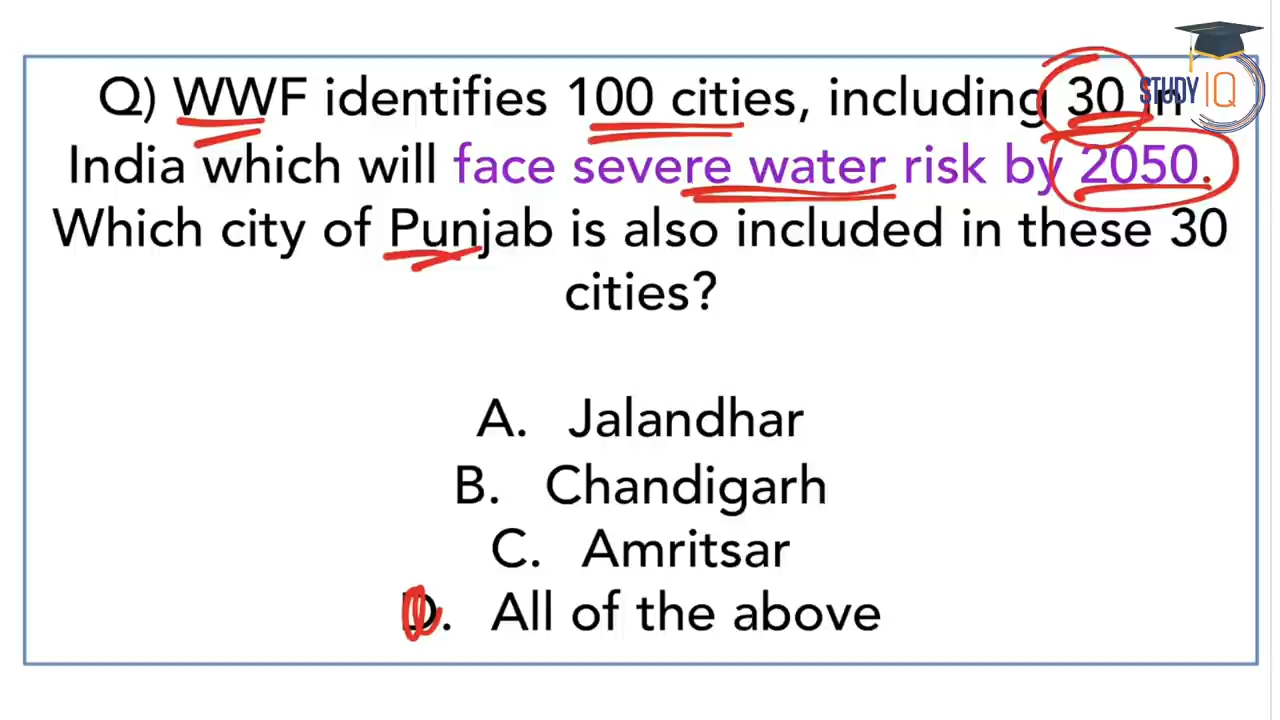 STUDY IQ
Q) WWF identifies 100 cities, including 30 in
India which will face severe water risk by 2050.
Which city of Punjab is also included in these 30
cities?
A. Jalandhar
B. Chandigarh
C. Amritsar
D. All of the above